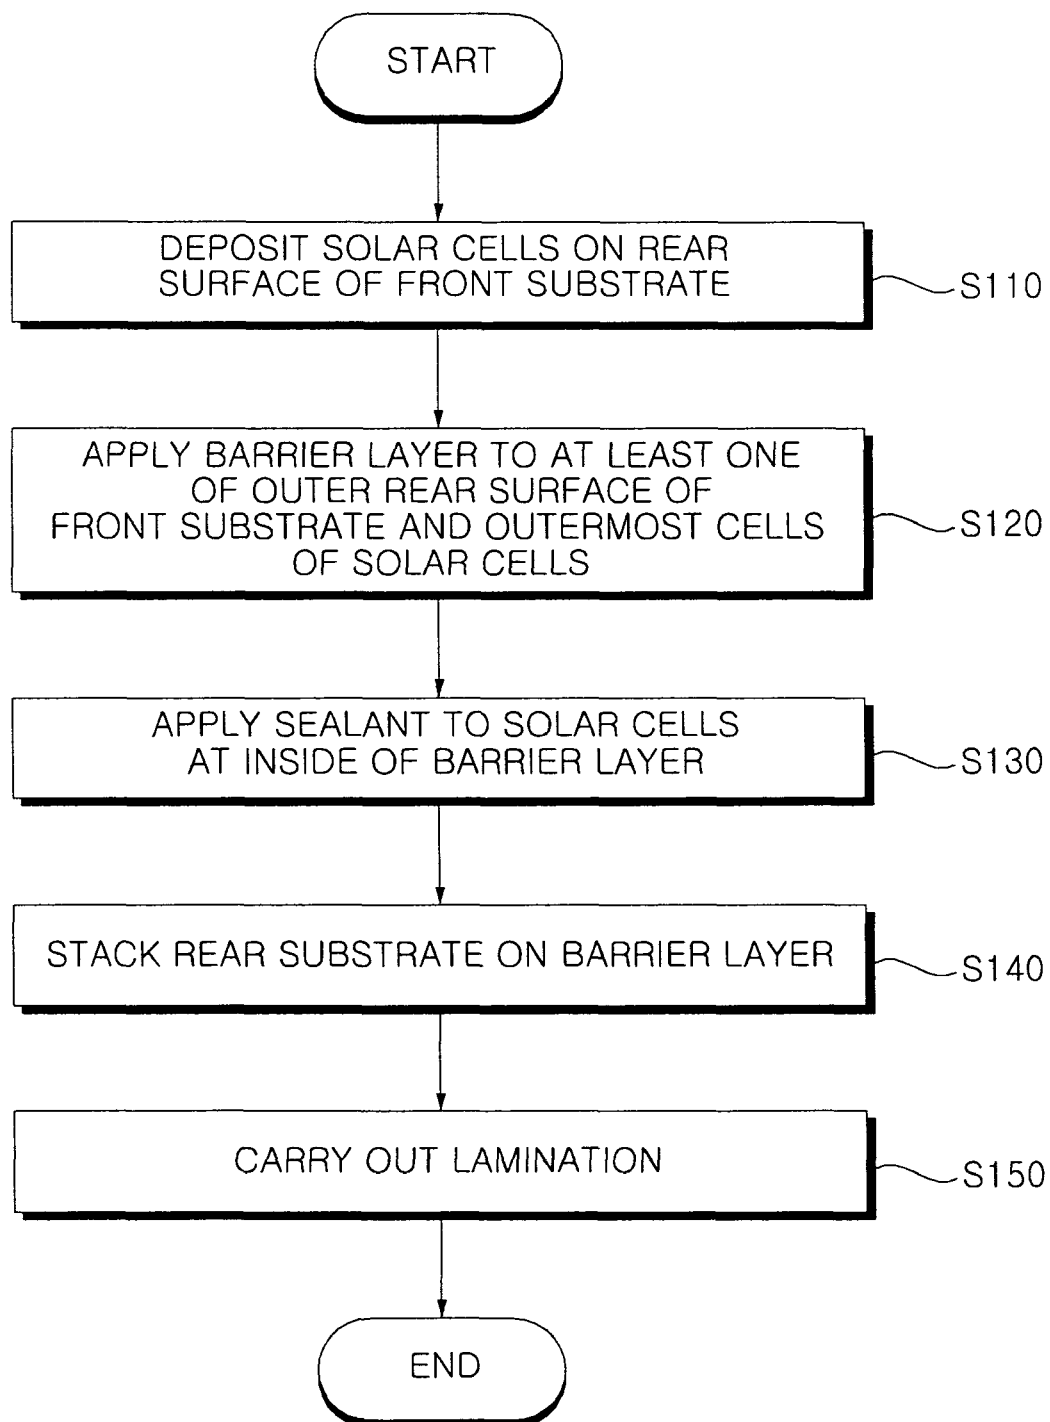 START
DEPOSIT SOLAR CELLS ON REAR
SURFACE OF FRONT SUBSTRATE
S110
APPLY BARRIER LAYER TO AT LEAST ONE
OF OUTER REAR SURFACE OF
FRONT SUBSTRATE AND OUTERMOST CELLS
OF SOLAR CELLS
S120
APPLY SEALANT TO SOLAR CELLS
AT INSIDE OF BARRIER LAYER
S130
STACK REAR SUBSTRATE ON BARRIER LAYER
S140
CARRY OUT LAMINATION
S150
END